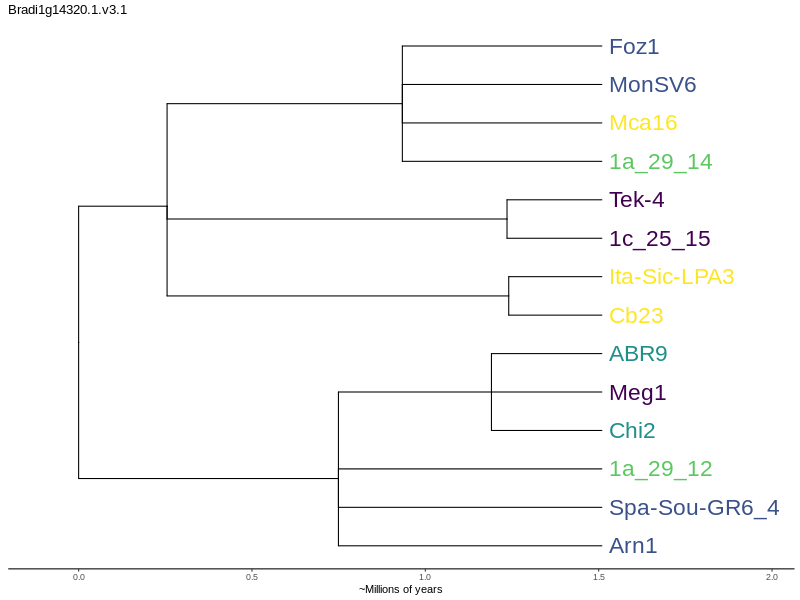 Bradi1g14320.1.v3.1
Foz1
MonSV6
Mca16
1a_29_14
Tek-4
1c_25_15
Ita-Sic-LPA3
Cb23
ABR9
Meg1
Chi2
1a_29_12
Spa-Sou-GR6_4
Arn1
0.0 0.5 1.0 1.5 2.0
~Millions of years